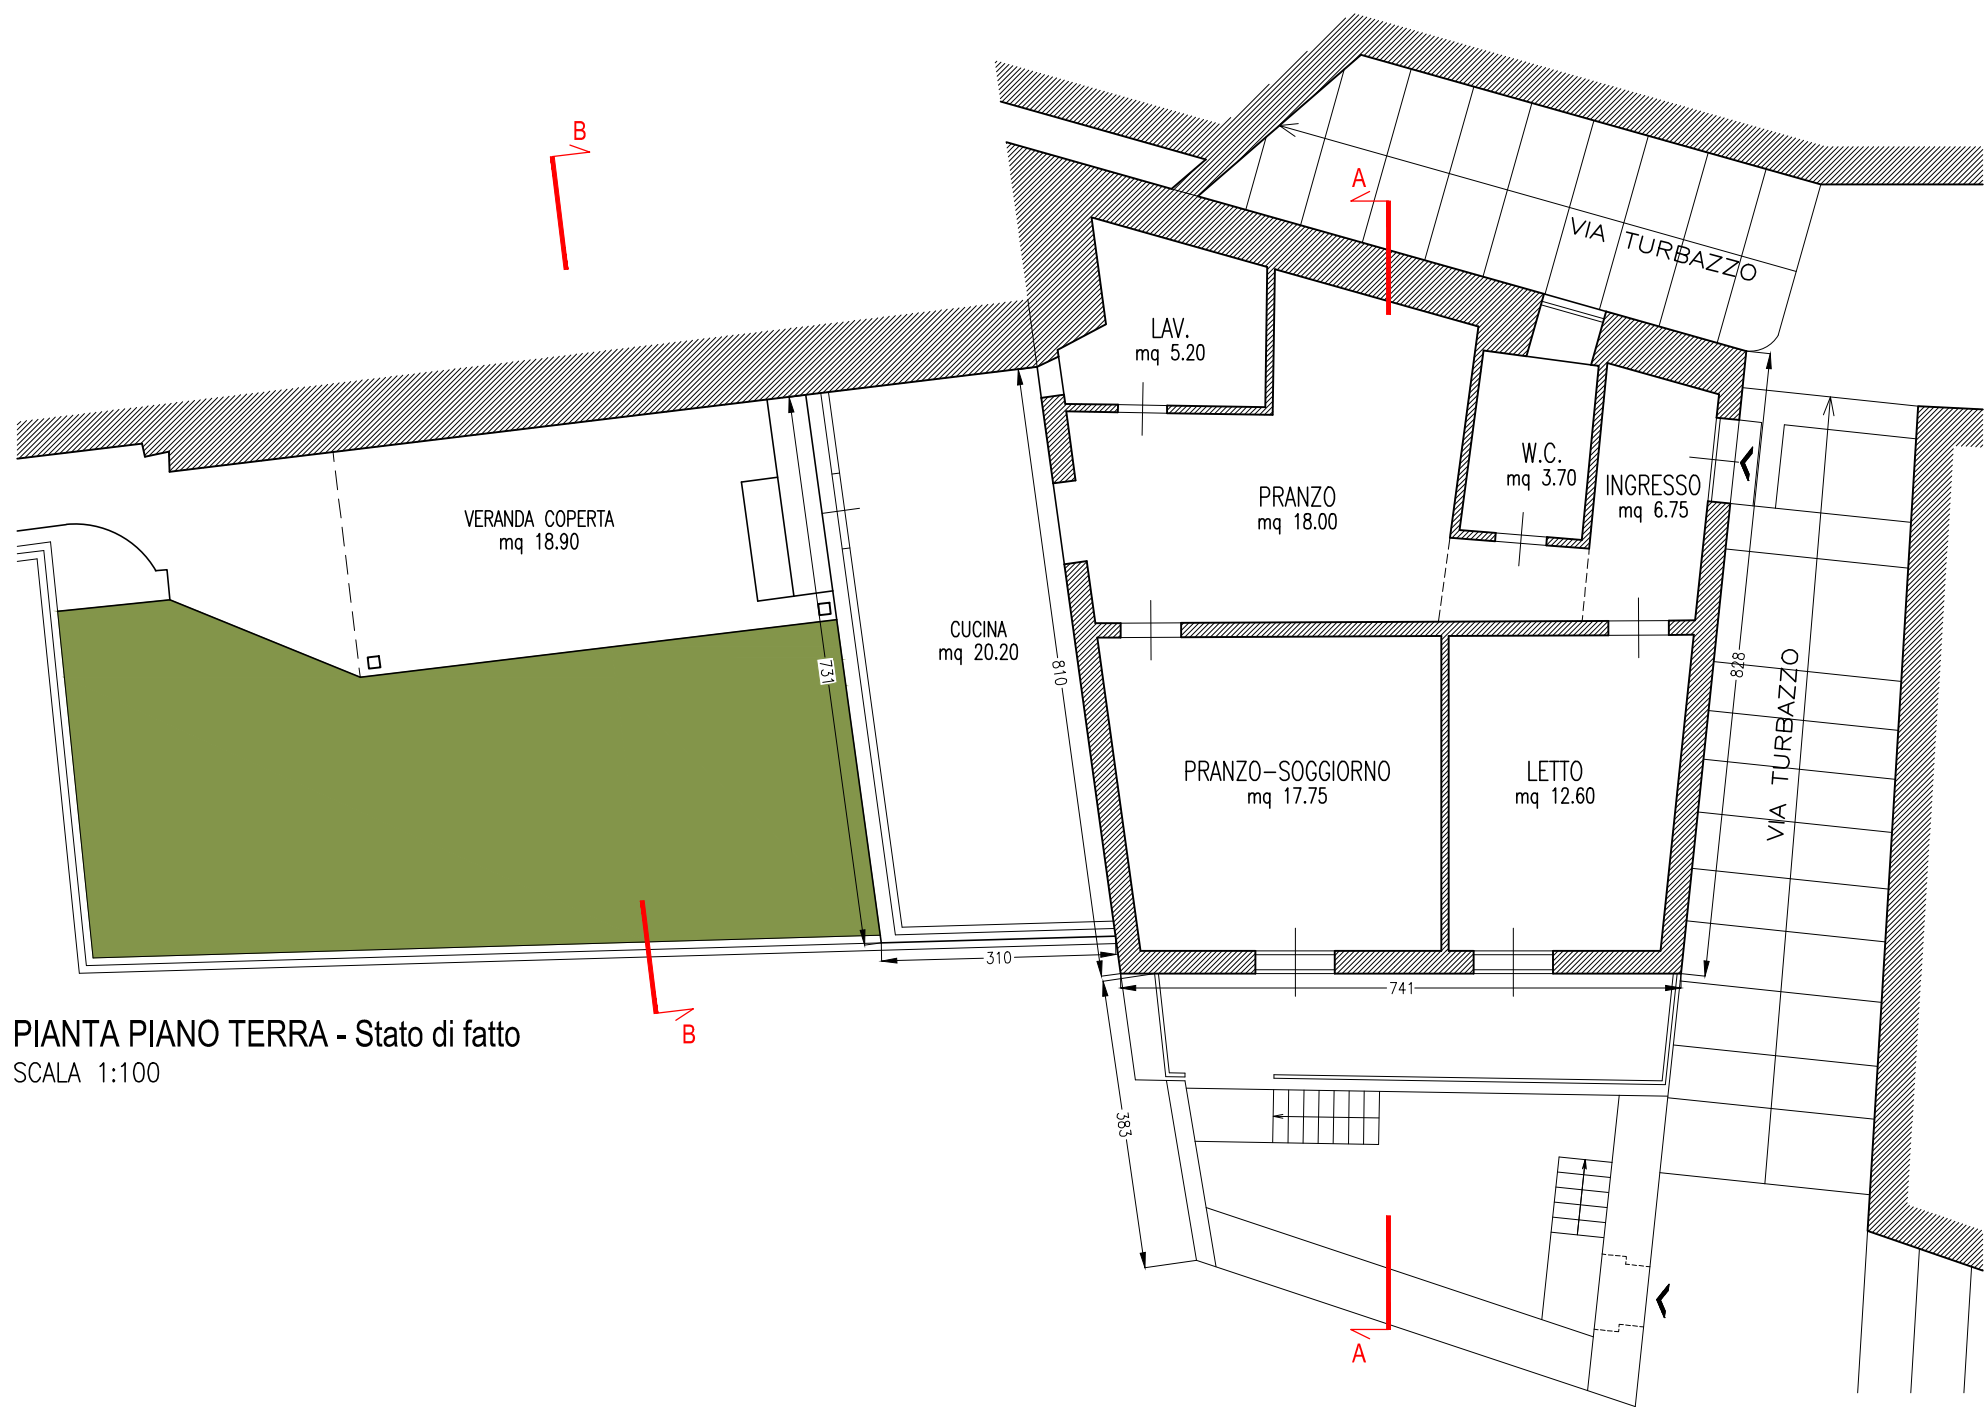 B
A
VIA TURBAZZO
LAV.
mq 5.20
W.C.
mq 3.70
INGRESSO
mq 6.75
PRANZO
mq 18.00
VERANDA COPERTA
mq 18.90
CUCINA
mq 20.20
731
810
828
VIA TURBAZZO
PRANZO-SOGGIORNO
mq 17.75
LETTO
mq 12.60
310
741
B
383
A
PIANTA PIANO TERRA - Stato di fatto
SCALA 1:100